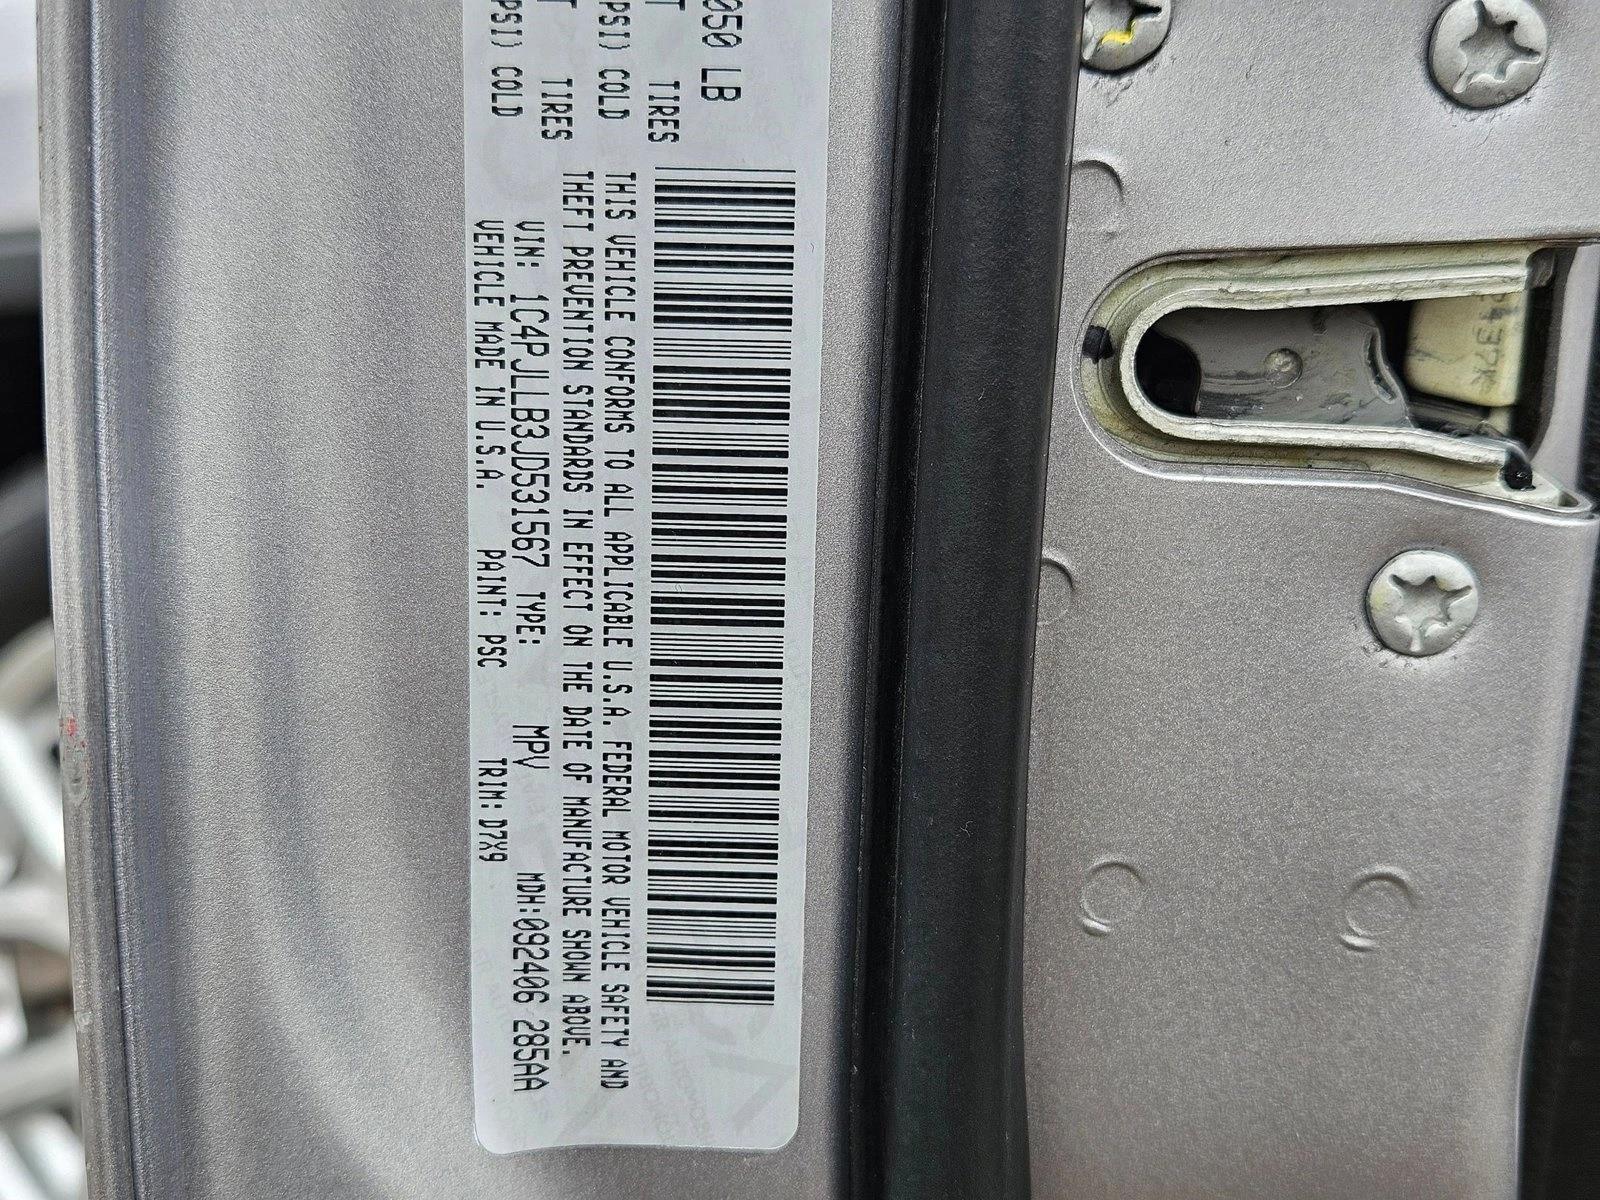 050 LB
T TIRES
PSI) COLD
T TIRES
PSI) COLD
THIS VEHICLE CONFORMS TO ALL APPLICABLE U.S.A. FEDERAL MOTOR VEHICLE SAFETY AND
THEFT PREVENTION STANDARDS IN EFFECT ON THE DATE OF MANUFACTURE SHOWN ABOVE.
VIN: 1C4PJLLB3JD531567 TYPE: MPV MDH:092406 285AA
VEHICLE MADE IN U.S.A. PAINT: PSC TRIM: D7X9